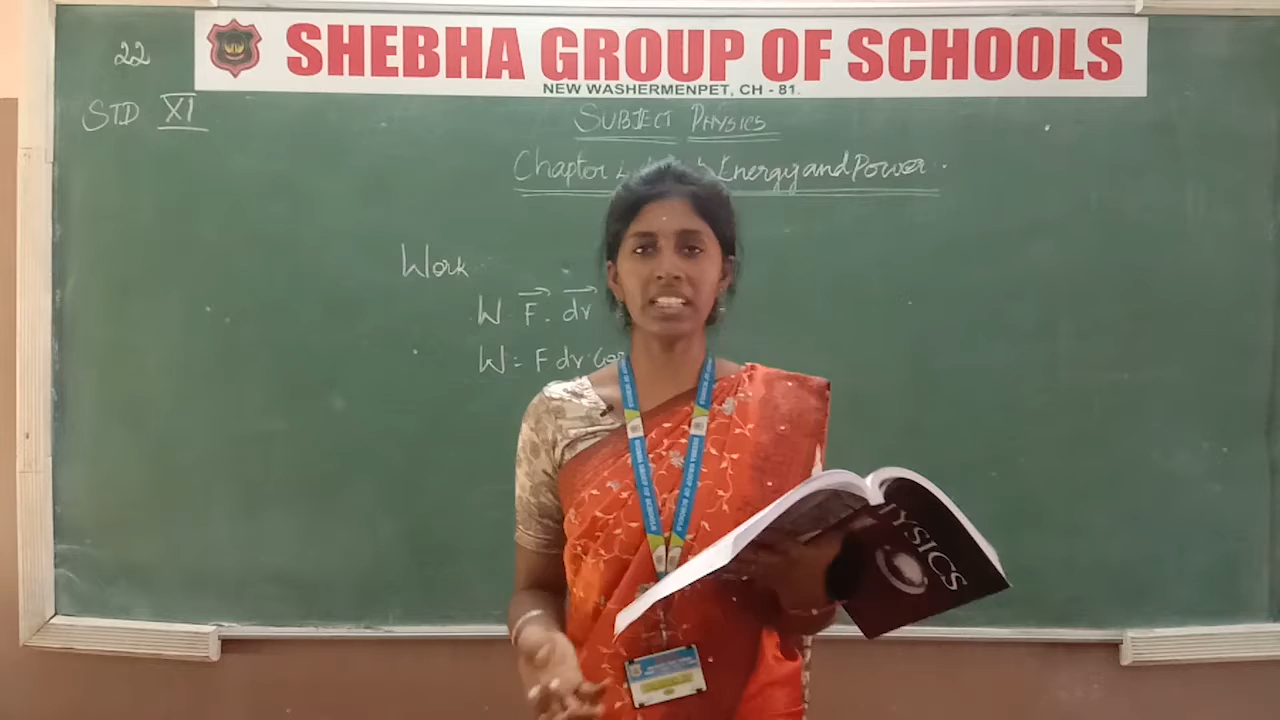 22
SHEBHA GROUP OF SCHOOLS
NEW WASHERMENPET, CH - 81.
STD XI
SUBJECT PHYSICS
Chapter Energy and Power
Work
W F . dr
W = F dr
YSICS